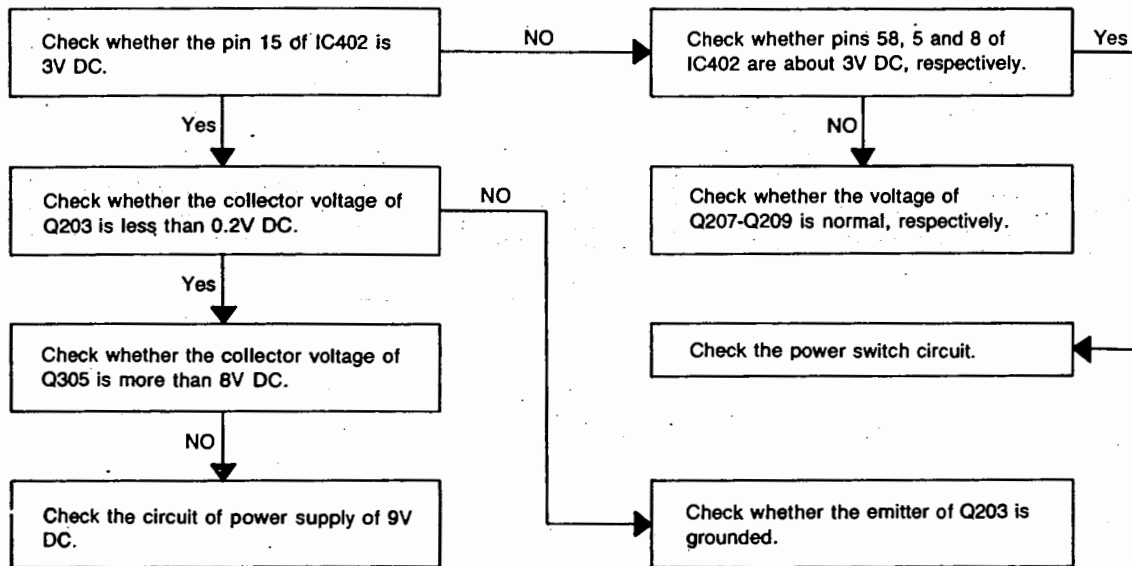 Check whether the pin 15 of IC402 is
3V DC.
NO
Check whether pins 58, 5 and 8 of
IC402 are about 3V DC, respectively.
Yes
Yes
NO
Check whether the collector voltage of
Q203 is less than 0.2V DC.
NO
Check whether the voltage of
Q207-Q209 is normal, respectively.
Yes
Check whether the collector voltage of
Q305 is more than 8V DC.
Check the power switch circuit.
NO
Check the circuit of power supply of 9V
DC.
Check whether the emitter of Q203 is
grounded.